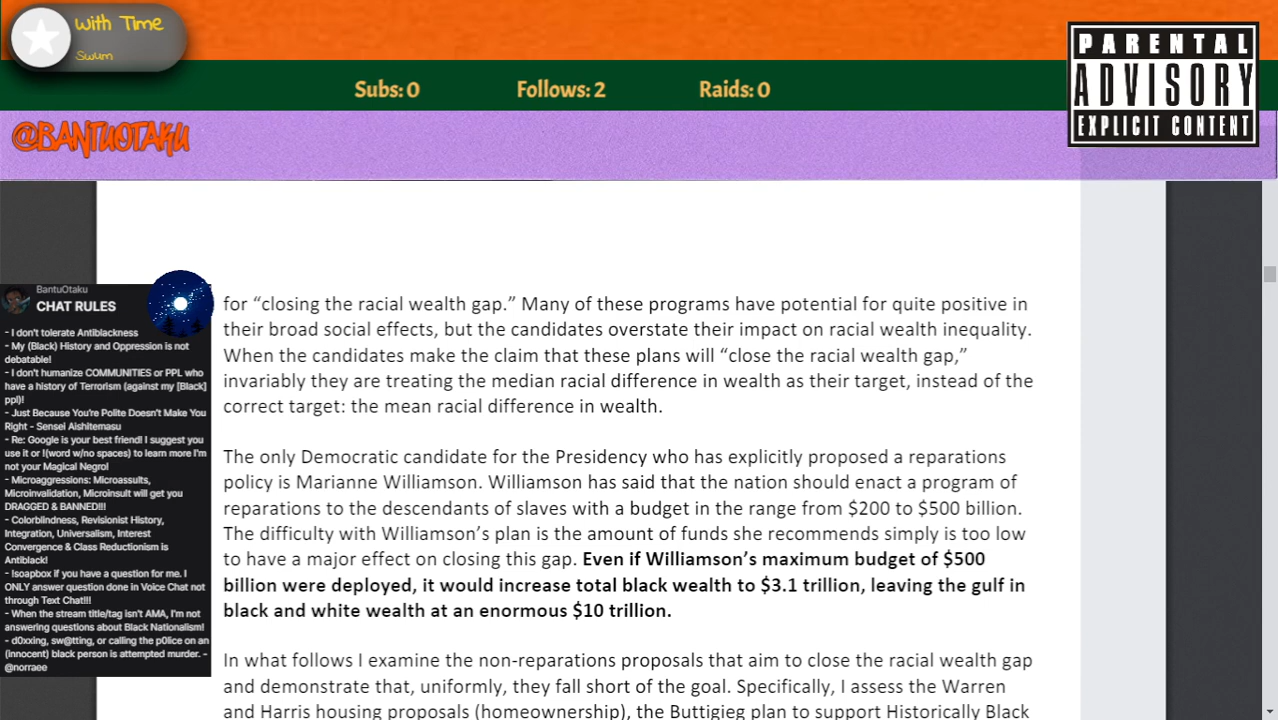 With Time
Swum
PARENTAL
ADVISORY
EXPLICIT CONTENT
Subs: 0
Follows: 2
Raids: 0
@BANTUOTAKU
BantuOtaku
CHAT RULES
- I don't tolerate Antiblackness
- My (Black) History and Oppression is not
debatable!
- I don't humanize COMMUNITIES or PPL who
have a history of Terrorism (against my [Black]
ppl)!
- Just Because You're Polite Doesn't Make You
Right - Sensei Aishitemasu
- Re: Google is your best friend! I suggest you
use it or !(word w/no spaces) to learn more I'm
not your Magical Negro!
- Microaggressions: Microassults,
Microinvalidation, Microinsult will get you
DRAGGED & BANNED!!!
- Colorblindness, Revisionist History,
Integration, Universalism, Interest
Convergence & Class Reductionism is
Antiblack!
- !soapbox if you have a question for me. I
ONLY answer question done in Voice Chat not
through Text Chat!!!
- When the stream title/tag isn't AMA, I'm not
answering questions about Black Nationalism!
- d0xxing, sw@tting, or calling the p0lice on an
(innocent) black person is attempted murder. -
@norraee
for “closing the racial wealth gap.” Many of these programs have potential for quite positive in
their broad social effects, but the candidates overstate their impact on racial wealth inequality.
When the candidates make the claim that these plans will “close the racial wealth gap,”
invariably they are treating the median racial difference in wealth as their target, instead of the
correct target: the mean racial difference in wealth.
The only Democratic candidate for the Presidency who has explicitly proposed a reparations
policy is Marianne Williamson. Williamson has said that the nation should enact a program of
reparations to the descendants of slaves with a budget in the range from $200 to $500 billion.
The difficulty with Williamson’s plan is the amount of funds she recommends simply is too low
to have a major effect on closing this gap. Even if Williamson’s maximum budget of $500
billion were deployed, it would increase total black wealth to $3.1 trillion, leaving the gulf in
black and white wealth at an enormous $10 trillion.
In what follows I examine the non-reparations proposals that aim to close the racial wealth gap
and demonstrate that, uniformly, they fall short of the goal. Specifically, I assess the Warren
and Harris housing proposals (homeownership), the Buttigieg plan to support Historically Black